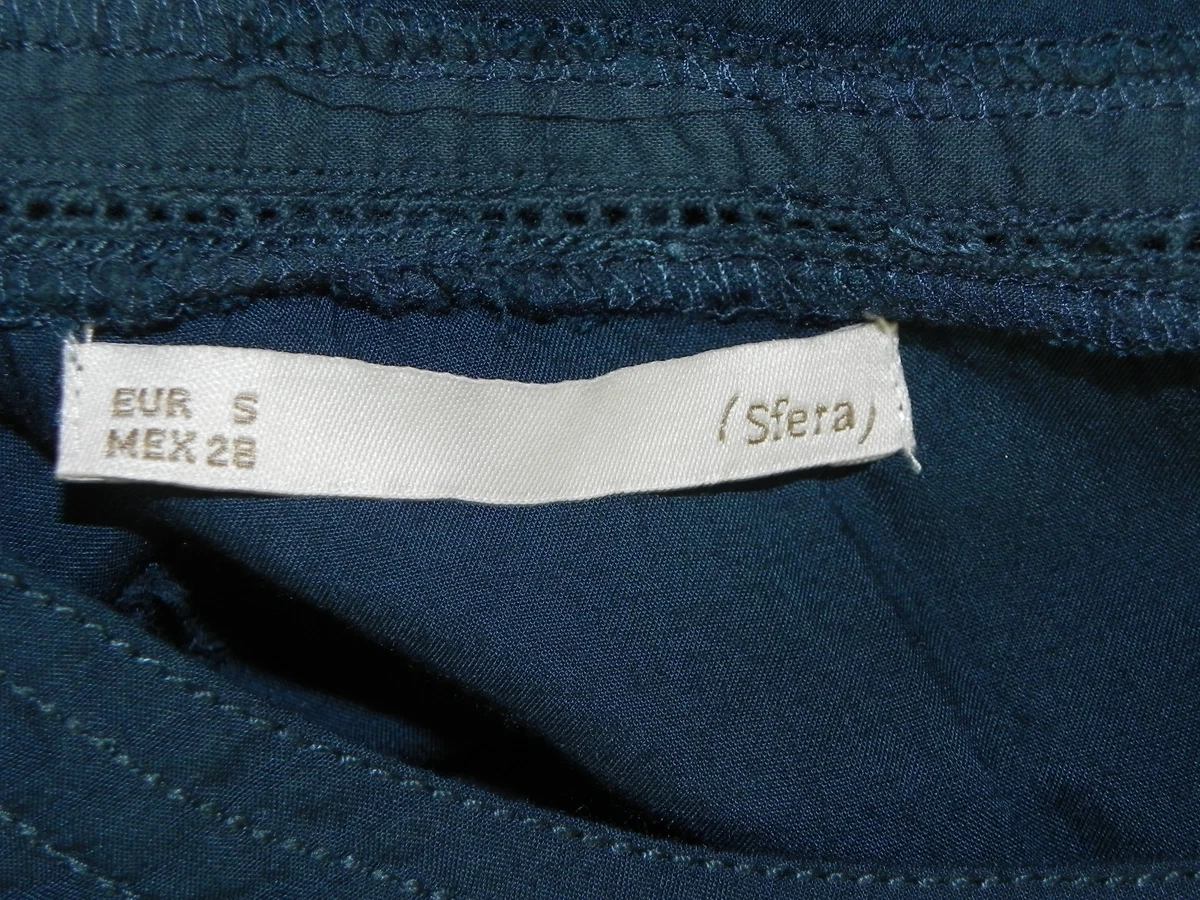 EUR S
MEX 28
(Sfera)